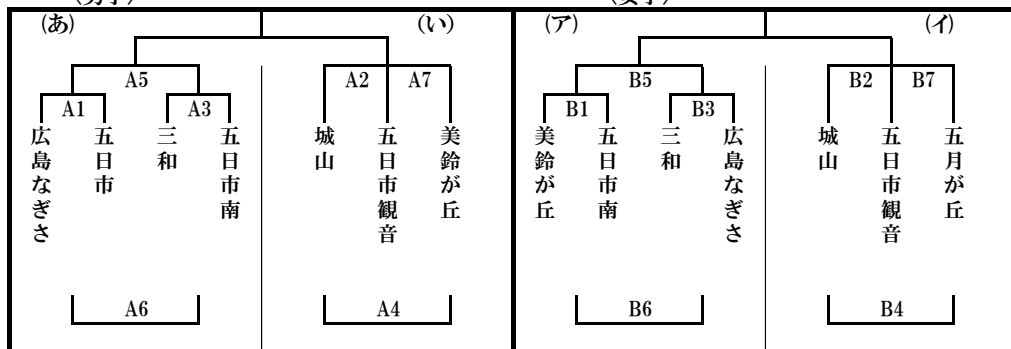 (あ)
(い)
(ア)
(イ)
A5
A2
A7
B5
B2
B7
A1
A3
B1
B3
広島なぎさ
五日市
三和
五日市南
城山
五日市観音
美鈴が丘
美鈴が丘
五日市南
三和
広島なぎさ
城山
五日市観音
五月が丘
A6
A4
B6
B4